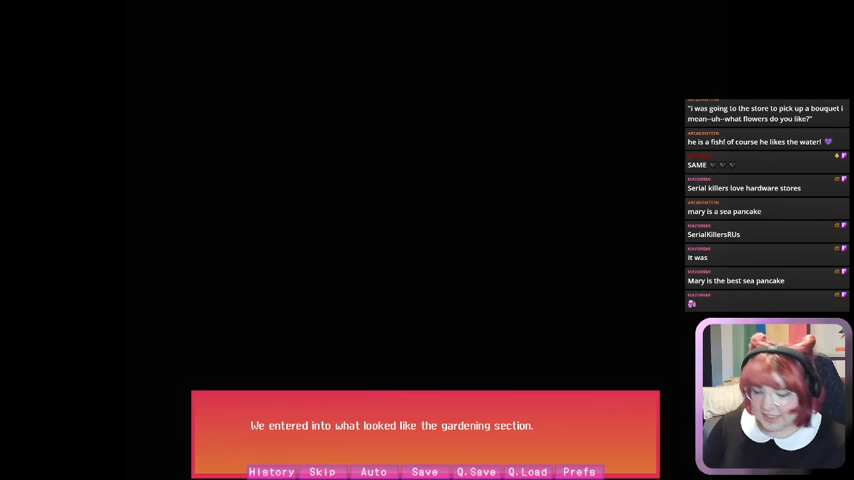 "i was going to the store to pick up a bouquet i
mean--uh--what flowers do you like?"
he is a fish! of course he likes the water! 💜
SAME 🖤 🖤 🖤
Serial killers love hardware stores
mary is a sea pancake
SerialKillersRUs
It was
Mary is the best sea pancake
We entered into what looked like the gardening section.
History Skip Auto Save Q.Save Q.Load Prefs